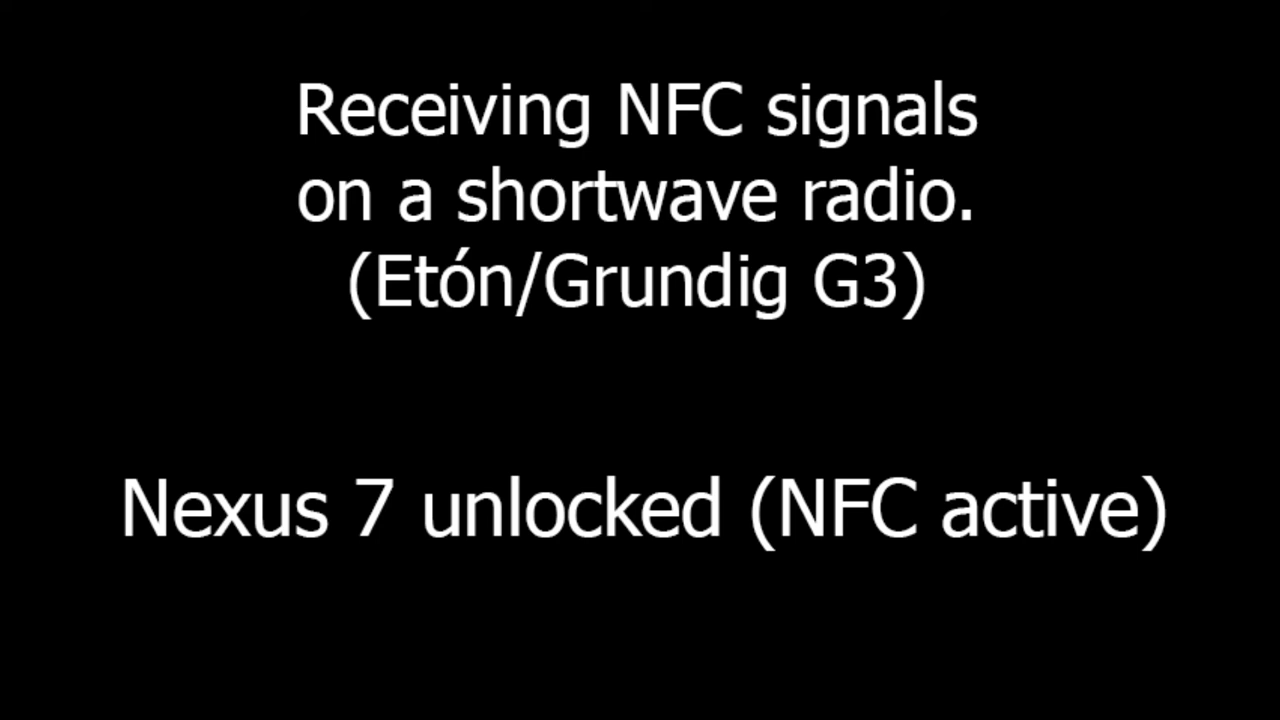 Receiving NFC signals
on a shortwave radio.
(Etón/Grundig G3)
Nexus 7 unlocked (NFC active)